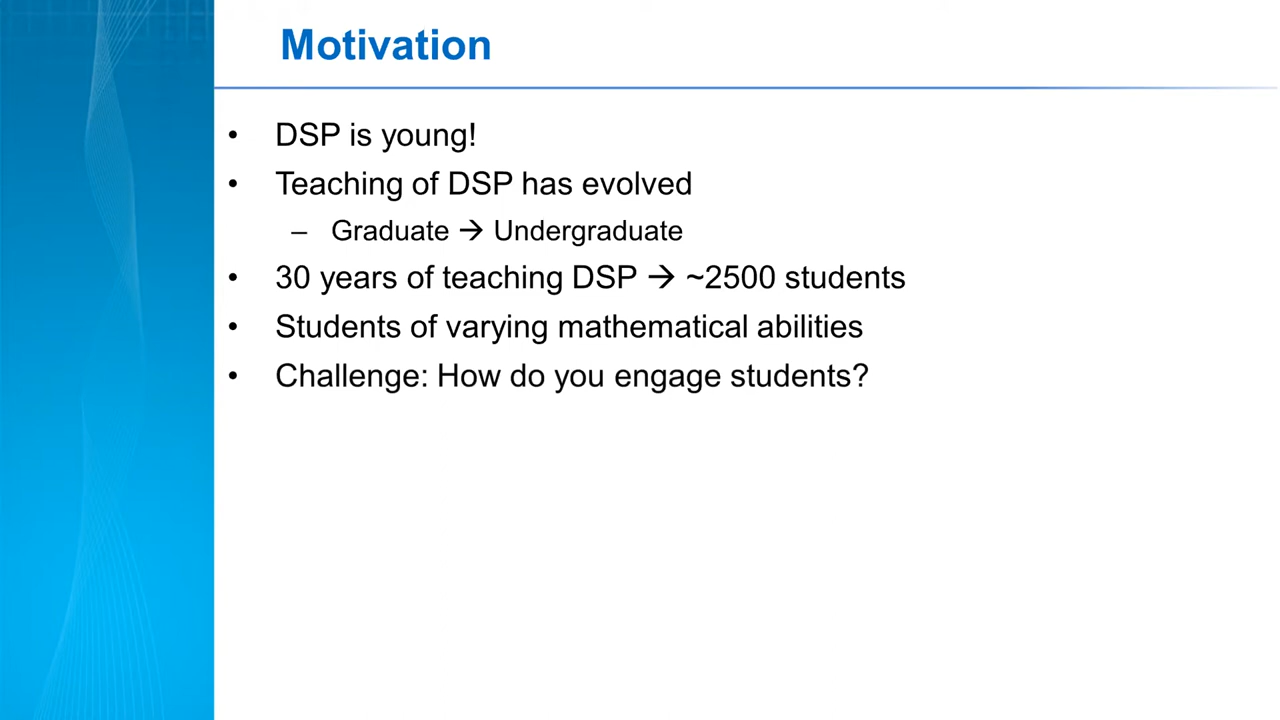 Motivation
• DSP is young!
• Teaching of DSP has evolved
– Graduate → Undergraduate
• 30 years of teaching DSP → ~2500 students
• Students of varying mathematical abilities
• Challenge: How do you engage students?